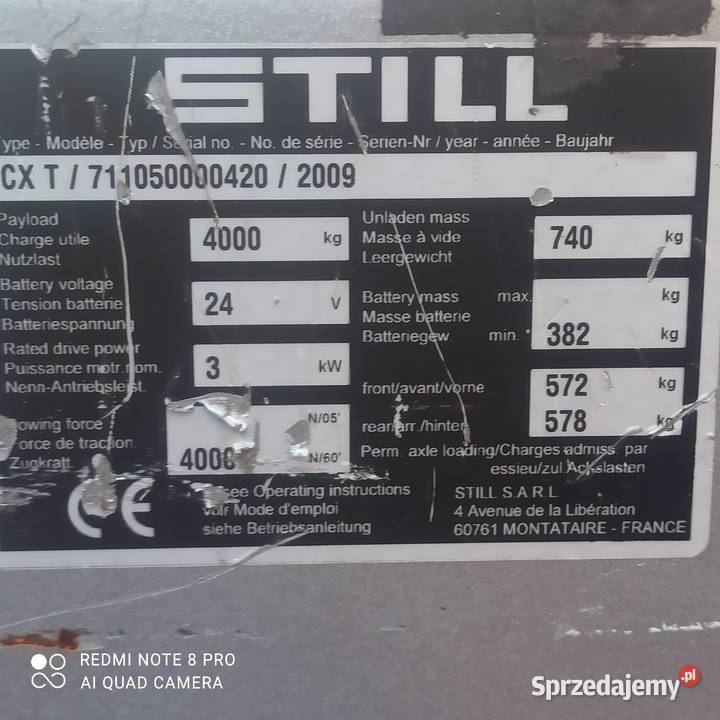 STILL
ype - Modèle - Typ / Serial no. - No. de série - Serien-Nr / year - année - Baujahr
CX T / 711050000420 / 2009
Payload
Charge utile
Nutzlast
4000 kg
Unladen mass
Masse à vide
Leergewicht
740 kg
Battery voltage
Tension batterie
Batteriespannung
24 V
Battery mass max. kg
Masse batterie
Batteriegew. min. 382 kg
Rated drive power
Puissance motr.nom.
Nenn-Antriebsleist.
3 kW
front/avant/vorne 572 kg
rear/arr./hinten 578 kg
owing force
Force de traction
Zugkraft
N/05'
4000 N/60'
Perm. axle loading/Charges admiss. par
essieu/zul.Achslasten
CE
see Operating instructions
voir Mode d'emploi
siehe Betriebsanleitung
STILL S.A.R.L
4 Avenue de la Libération
60761 MONTATAIRE - FRANCE
REDMI NOTE 8 PRO
AI QUAD CAMERA
Sprzedajemy.pl